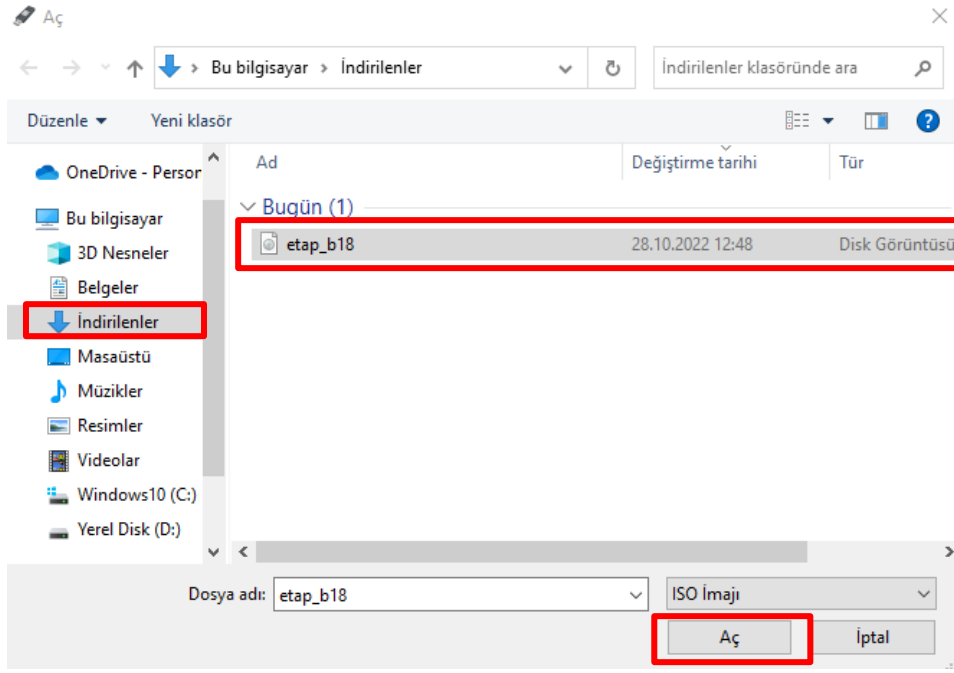 Aç
Bu bilgisayar › İndirilenler
İndirilenler klasöründe ara
Düzenle
Yeni klasör
OneDrive - Person
Bu bilgisayar
3D Nesneler
Belgeler
İndirilenler
Masaüstü
Müzikler
Resimler
Videolar
Windows10 (C:)
Yerel Disk (D:)
Ad
Değiştirme tarihi
Tür
Bugün (1)
etap_b18
28.10.2022 12:48
Disk Görüntüsü
Dosya adı:
etap_b18
ISO İmajı
Aç
İptal